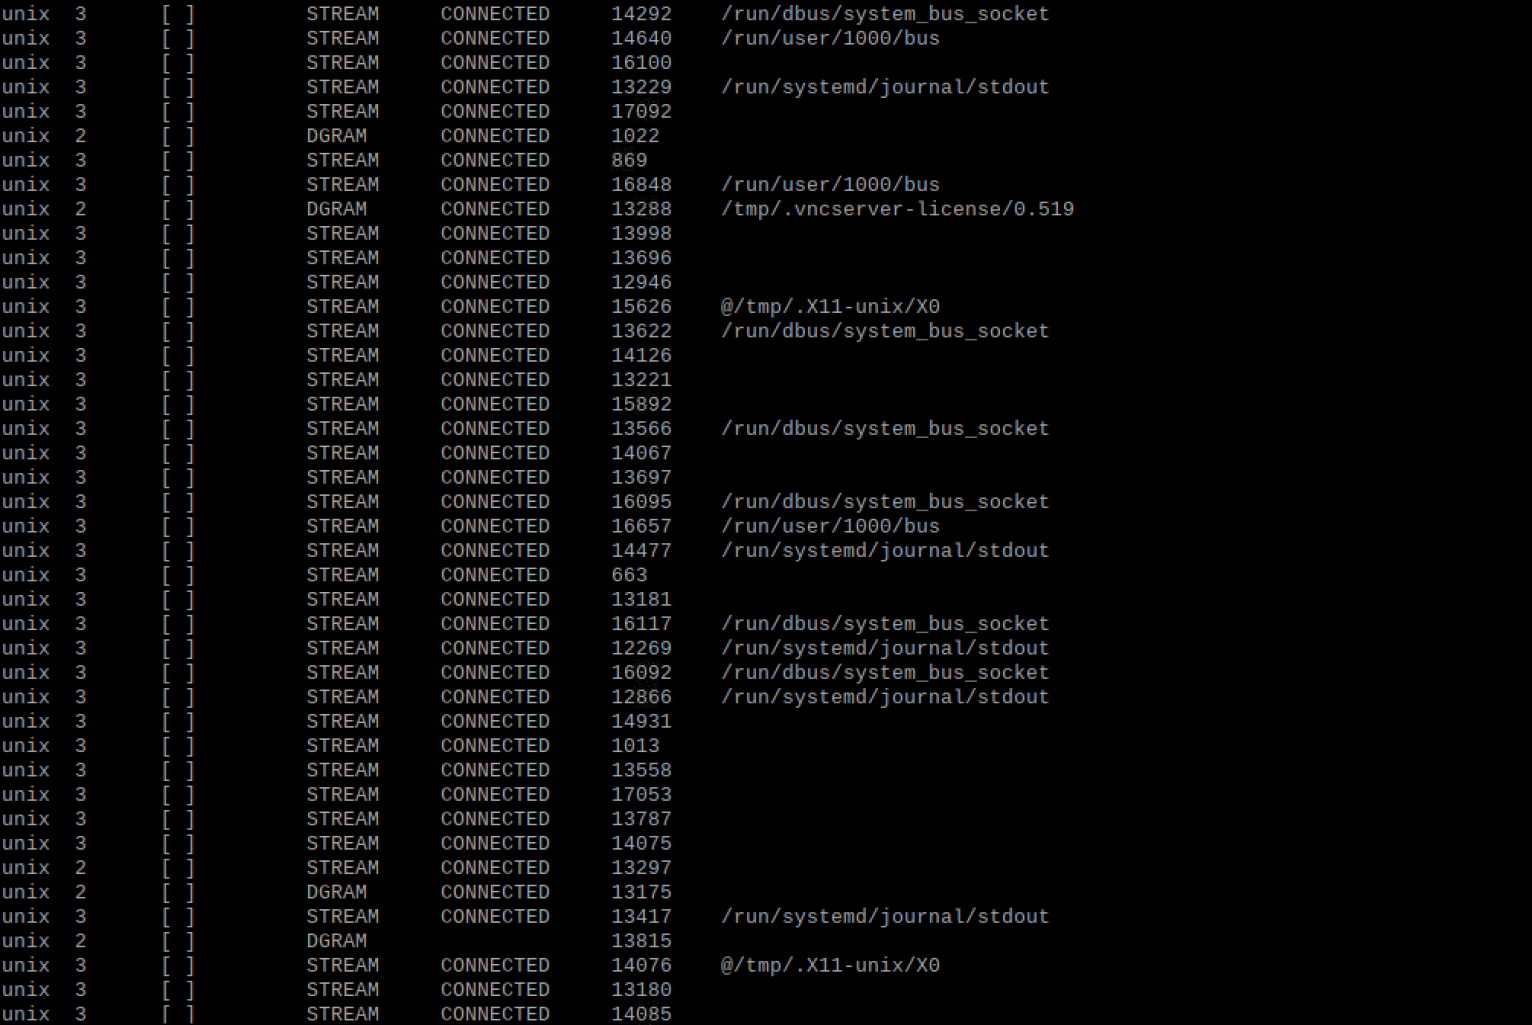 unix  3      [ ]         STREAM     CONNECTED     14292    /run/dbus/system_bus_socket
unix  3      [ ]         STREAM     CONNECTED     14640    /run/user/1000/bus
unix  3      [ ]         STREAM     CONNECTED     16100
unix  3      [ ]         STREAM     CONNECTED     13229    /run/systemd/journal/stdout
unix  3      [ ]         STREAM     CONNECTED     17092
unix  2      [ ]         DGRAM      CONNECTED     1022
unix  3      [ ]         STREAM     CONNECTED     869
unix  3      [ ]         STREAM     CONNECTED     16848    /run/user/1000/bus
unix  2      [ ]         DGRAM      CONNECTED     13288    /tmp/.vncserver-license/0.519
unix  3      [ ]         STREAM     CONNECTED     13998
unix  3      [ ]         STREAM     CONNECTED     13696
unix  3      [ ]         STREAM     CONNECTED     12946
unix  3      [ ]         STREAM     CONNECTED     15626    @/tmp/.X11-unix/X0
unix  3      [ ]         STREAM     CONNECTED     13622    /run/dbus/system_bus_socket
unix  3      [ ]         STREAM     CONNECTED     14126
unix  3      [ ]         STREAM     CONNECTED     13221
unix  3      [ ]         STREAM     CONNECTED     15892
unix  3      [ ]         STREAM     CONNECTED     13566    /run/dbus/system_bus_socket
unix  3      [ ]         STREAM     CONNECTED     14067
unix  3      [ ]         STREAM     CONNECTED     13697
unix  3      [ ]         STREAM     CONNECTED     16095    /run/dbus/system_bus_socket
unix  3      [ ]         STREAM     CONNECTED     16657    /run/user/1000/bus
unix  3      [ ]         STREAM     CONNECTED     14477    /run/systemd/journal/stdout
unix  3      [ ]         STREAM     CONNECTED     663
unix  3      [ ]         STREAM     CONNECTED     13181
unix  3      [ ]         STREAM     CONNECTED     16117    /run/dbus/system_bus_socket
unix  3      [ ]         STREAM     CONNECTED     12269    /run/systemd/journal/stdout
unix  3      [ ]         STREAM     CONNECTED     16092    /run/dbus/system_bus_socket
unix  3      [ ]         STREAM     CONNECTED     12866    /run/systemd/journal/stdout
unix  3      [ ]         STREAM     CONNECTED     14931
unix  3      [ ]         STREAM     CONNECTED     1013
unix  3      [ ]         STREAM     CONNECTED     13558
unix  3      [ ]         STREAM     CONNECTED     17053
unix  3      [ ]         STREAM     CONNECTED     13787
unix  3      [ ]         STREAM     CONNECTED     14075
unix  2      [ ]         STREAM     CONNECTED     13297
unix  2      [ ]         DGRAM      CONNECTED     13175
unix  3      [ ]         STREAM     CONNECTED     13417    /run/systemd/journal/stdout
unix  2      [ ]         DGRAM                    13815
unix  3      [ ]         STREAM     CONNECTED     14076    @/tmp/.X11-unix/X0
unix  3      [ ]         STREAM     CONNECTED     13180
unix  3      [ ]         STREAM     CONNECTED     14085